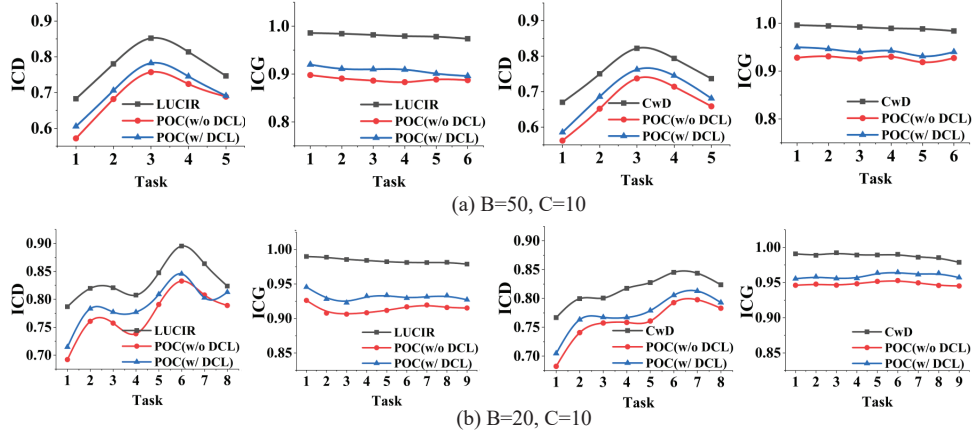 0.9
0.8
0.7
0.6
ICD
LUCIR
POC(w/o DCL)
POC(w/ DCL)
1 2 3 4 5
Task
1.0
0.9
0.8
ICG
LUCIR
POC(w/o DCL)
POC(w/ DCL)
1 2 3 4 5 6
Task
0.9
0.8
0.7
0.6
ICD
CwD
POC(w/o DCL)
POC(w/ DCL)
1 2 3 4 5
Task
1.0
0.9
0.8
ICG
CwD
POC(w/o DCL)
POC(w/ DCL)
1 2 3 4 5 6
Task
(a) B=50, C=10
0.90
0.85
0.80
0.75
0.70
ICD
LUCIR
POC(w/o DCL)
POC(w/ DCL)
1 2 3 4 5 6 7 8
Task
1.00
0.95
0.90
0.85
ICG
LUCIR
POC(w/o DCL)
POC(w/ DCL)
1 2 3 4 5 6 7 8 9
Task
0.90
0.85
0.80
0.75
0.70
ICD
CwD
POC(w/o DCL)
POC(w/ DCL)
1 2 3 4 5 6 7 8
Task
1.00
0.95
0.90
0.85
ICG
CwD
POC(w/o DCL)
POC(w/ DCL)
1 2 3 4 5 6 7 8 9
Task
(b) B=20, C=10